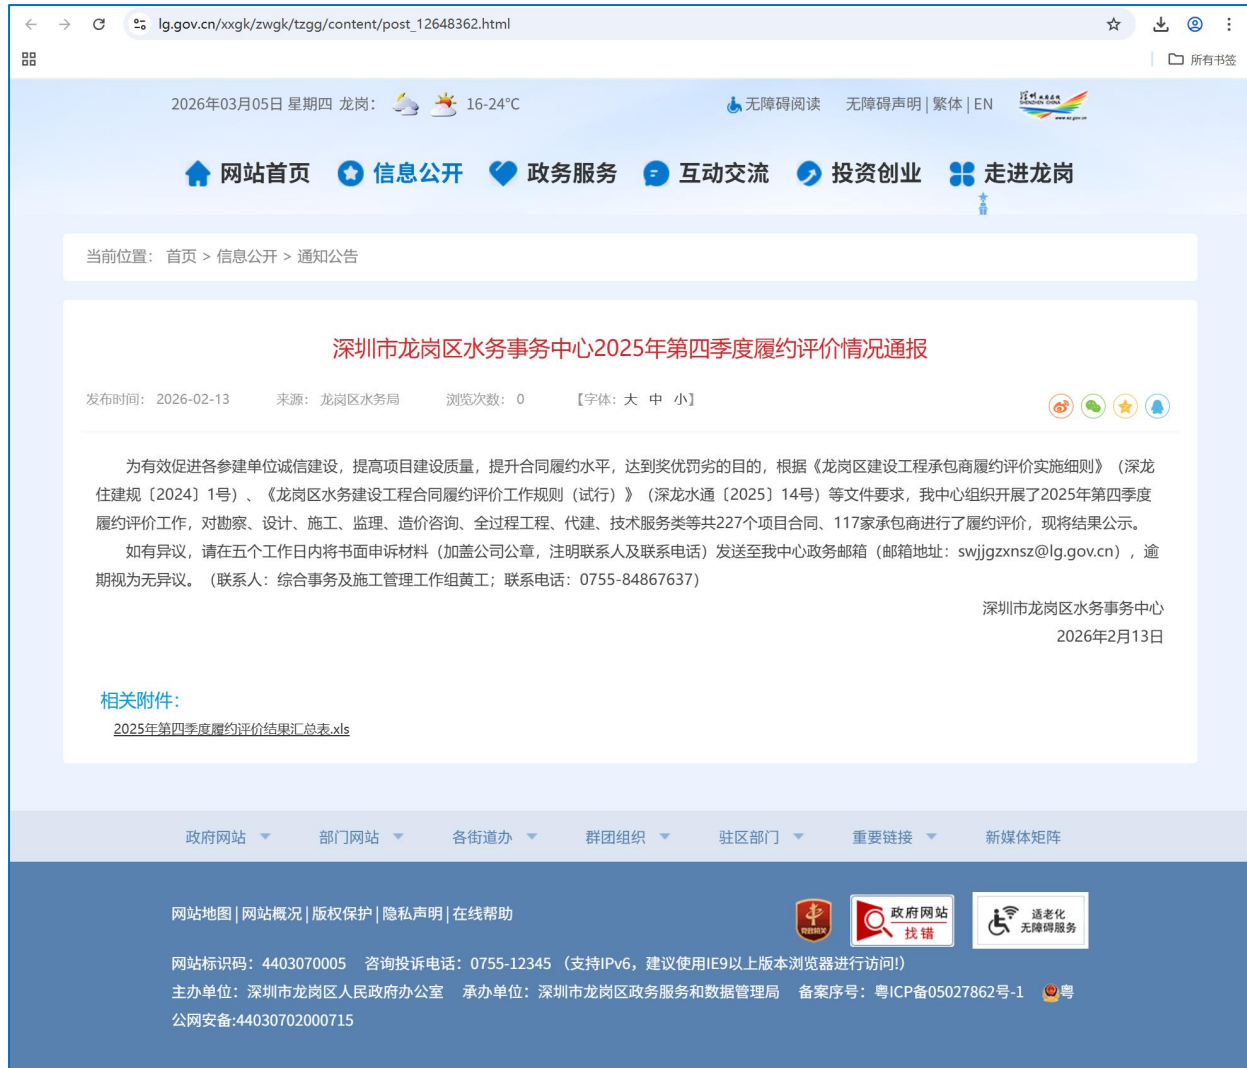 lg.gov.cn/xxgk/zwgk/tzgg/content/post_12648362.html
所有书签
2026年03月05日 星期四 龙岗： 16-24℃ 无障碍阅读 无障碍声明 | 繁体 | EN
网站首页 信息公开 政务服务 互动交流 投资创业 走进龙岗
当前位置： 首页 > 信息公开 > 通知公告
深圳市龙岗区水务事务中心2025年第四季度履约评价情况通报
发布时间： 2026-02-13 来源： 龙岗区水务局 浏览次数： 0 【字体：大 中 小】
为有效促进各参建单位诚信建设，提高项目建设质量，提升合同履约水平，达到奖优罚劣的目的，根据《龙岗区建设工程承包商履约评价实施细则》（深龙
住建规〔2024〕1号）、《龙岗区水务建设工程合同履约评价工作规则（试行）》（深龙水通〔2025〕14号）等文件要求，我中心组织开展了2025年第四季度
履约评价工作，对勘察、设计、施工、监理、造价咨询、全过程工程、代建、技术服务类等共227个项目合同、117家承包商进行了履约评价，现将结果公示。
如有异议，请在五个工作日内将书面申诉材料（加盖公司公章，注明联系人及联系电话）发送至我中心政务邮箱（邮箱地址：swjjgzxnsz@lg.gov.cn），逾
期视为无异议。（联系人：综合事务及施工管理工作组黄工；联系电话：0755-84867637）
深圳市龙岗区水务事务中心
2026年2月13日
相关附件：
2025年第四季度履约评价结果汇总表.xls
政府网站 部门网站 各街道办 群团组织 驻区部门 重要链接 新媒体矩阵
网站地图 | 网站概况 | 版权保护 | 隐私声明 | 在线帮助
党政机关
政府网站
找错
适老化
无障碍服务
网站标识码：4403070005 咨询投诉电话：0755-12345 （支持IPv6，建议使用IE9以上版本浏览器进行访问!）
主办单位：深圳市龙岗区人民政府办公室 承办单位：深圳市龙岗区政务服务和数据管理局 备案序号：粤ICP备05027862号-1 粤
公网安备:44030702000715